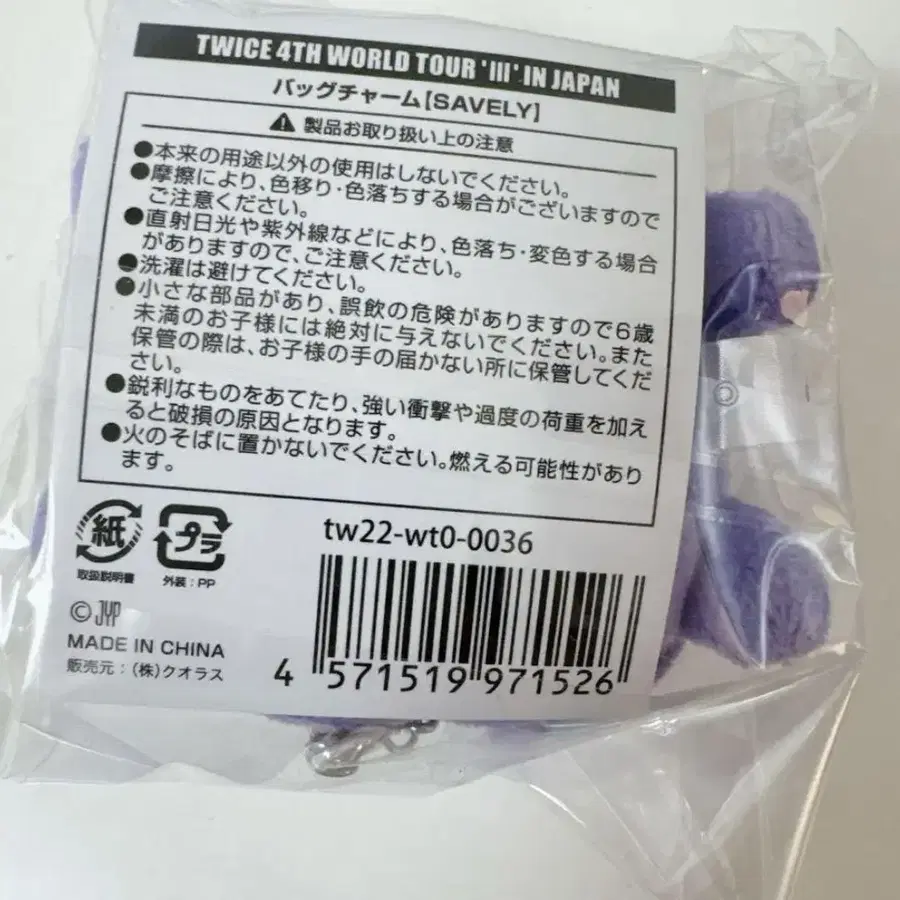 TWICE 4TH WORLD TOUR 'III' IN JAPAN
バッグチャーム【SAVELY】
製品お取り扱い上の注意
●本来の用途以外の使用はしないでください。
●摩擦により、色移り・色落ちする場合がございますので
ご注意ください。
●直射日光や紫外線などにより、色落ち・変色する場合
がありますので、ご注意ください。
●洗濯は避けてください。
●小さな部品があり、誤飲の危険がありますので6歳
未満のお子様には絶対に与えないでください。また
保管の際は、お子様の手の届かない所に保管してくだ
さい。
●鋭利なものをあてたり、強い衝撃や過度の荷重を加え
ると破損の原因となります。
●火のそばに置かないでください。燃える可能性があり
ます。
紙
取扱説明書
プラ
外装：PP
tw22-wt0-0036
© JYP
MADE IN CHINA
販売元：(株)クオラス
4 571519 971526
©